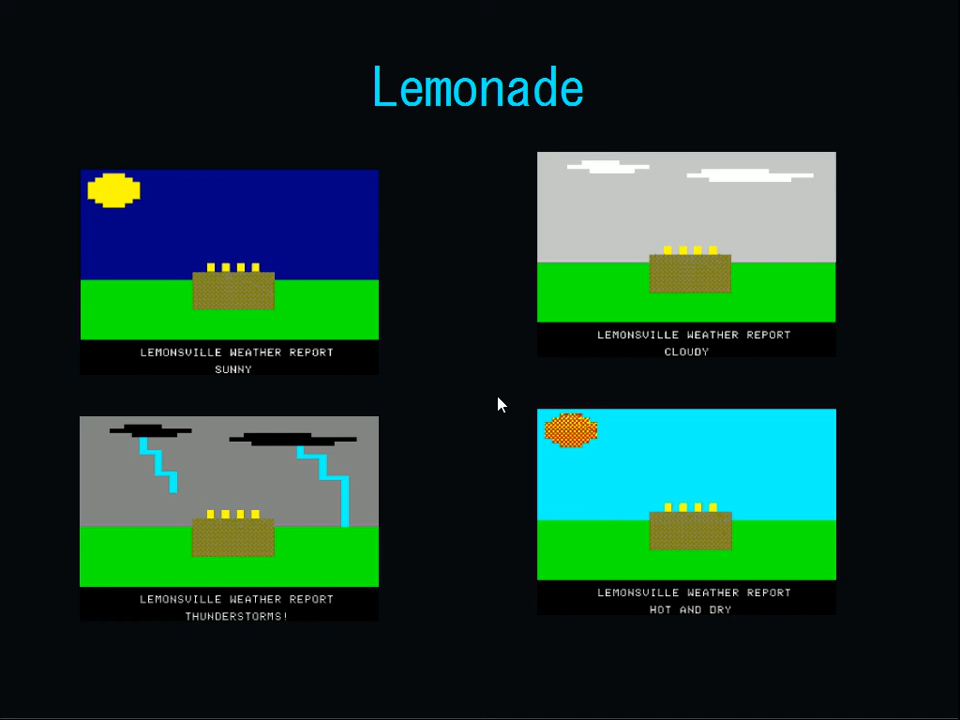 Lemonade
LEMONSVILLE WEATHER REPORT
SUNNY
LEMONSVILLE WEATHER REPORT
CLOUDY
LEMONSVILLE WEATHER REPORT
THUNDERSTORMS!
LEMONSVILLE WEATHER REPORT
HOT AND DRY